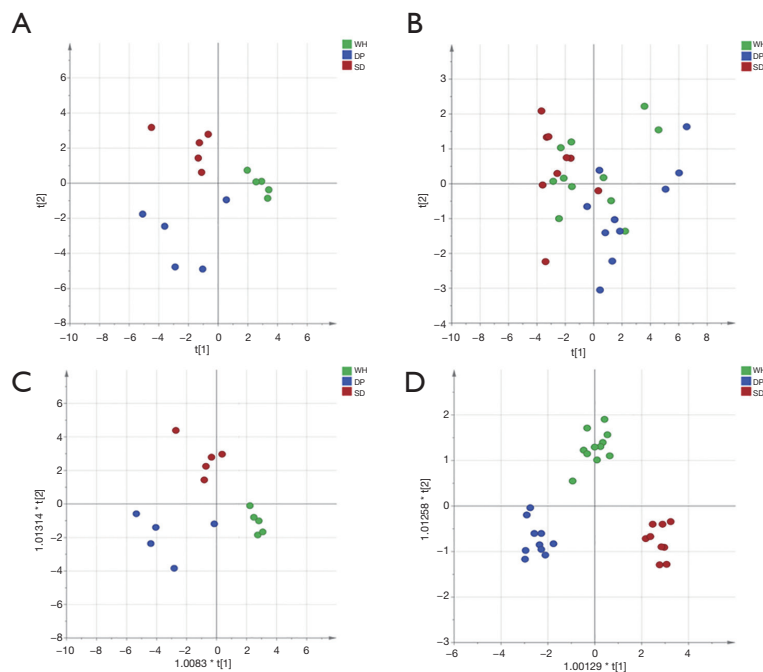 A
WH
DP
SD
t[2]
6
4
2
0
−2
−4
−6
−8
−10 −8 −6 −4 −2 0 2 4 6
t[1]
B
WH
DP
SD
t[2]
3
2
1
0
−1
−2
−3
−4
−10 −8 −6 −4 −2 0 2 4 6 8
t[1]
C
WH
DP
SD
1.01314 * t[2]
6
4
2
0
−2
−4
−6
−8
−10 −8 −6 −4 −2 0 2 4 6
1.0083 * t[1]
D
WH
DP
SD
1.01258 * t[2]
2
1
0
−1
−2
−3
−6 −4 −2 0 2 4
1.00129 * t[1]